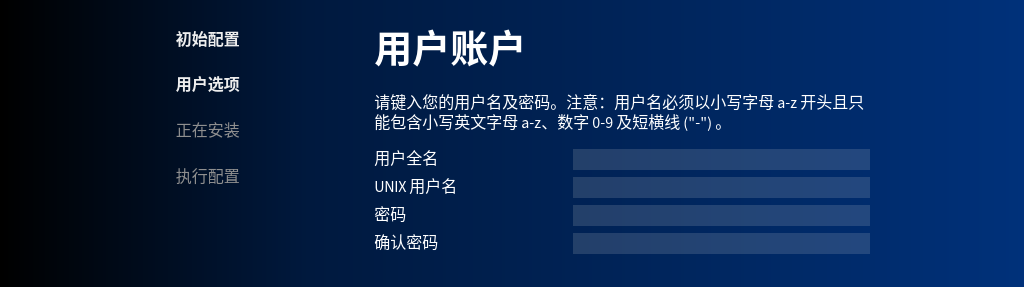 初始配置
用户选项
正在安装
执行配置
用户账户
请键入您的用户名及密码。注意：用户名必须以小写字母 a-z 开头且只
能包含小写英文字母 a-z、数字 0-9 及短横线 ("-") 。
用户全名
UNIX 用户名
密码
确认密码